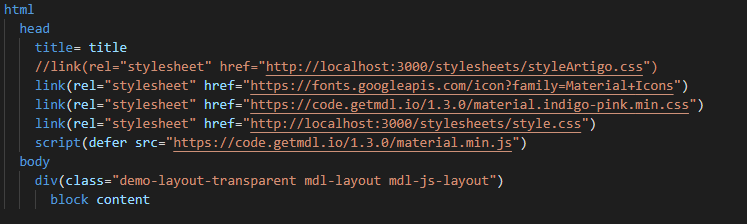 html
  head
    title= title
    //link(rel="stylesheet" href="http://localhost:3000/stylesheets/styleArtigo.css")
    link(rel="stylesheet" href="https://fonts.googleapis.com/icon?family=Material+Icons")
    link(rel="stylesheet" href="https://code.getmdl.io/1.3.0/material.indigo-pink.min.css")
    link(rel="stylesheet" href="http://localhost:3000/stylesheets/style.css")
    script(defer src="https://code.getmdl.io/1.3.0/material.min.js")
  body
    div(class="demo-layout-transparent mdl-layout mdl-js-layout")
      block content